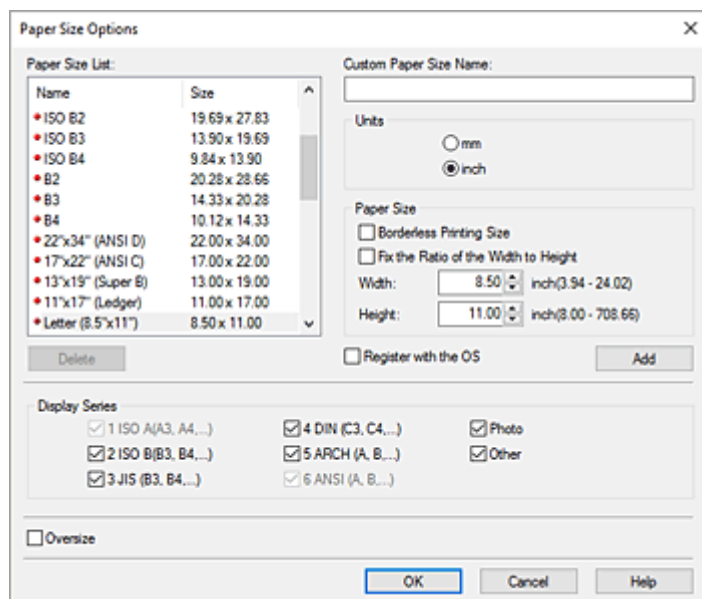 Paper Size Options
Paper Size List:
Name Size
ISO B2 19.69 x 27.83
ISO B3 13.90 x 19.69
ISO B4 9.84 x 13.90
B2 20.28 x 28.66
B3 14.33 x 20.28
B4 10.12 x 14.33
22"x34" (ANSI D) 22.00 x 34.00
17"x22" (ANSI C) 17.00 x 22.00
13"x19" (Super B) 13.00 x 19.00
11"x17" (Ledger) 11.00 x 17.00
Letter (8.5"x11") 8.50 x 11.00
Delete
Custom Paper Size Name:
Units
mm
inch
Paper Size
Borderless Printing Size
Fix the Ratio of the Width to Height
Width: 8.50 inch(3.94 - 24.02)
Height: 11.00 inch(8.00 - 708.66)
Register with the OS Add
Display Series
1 ISO A(A3, A4,...) 4 DIN (C3, C4,...) Photo
2 ISO B(B3, B4,...) 5 ARCH (A, B,...) Other
3 JIS (B3, B4,...) 6 ANSI (A, B,...)
Oversize
OK Cancel Help